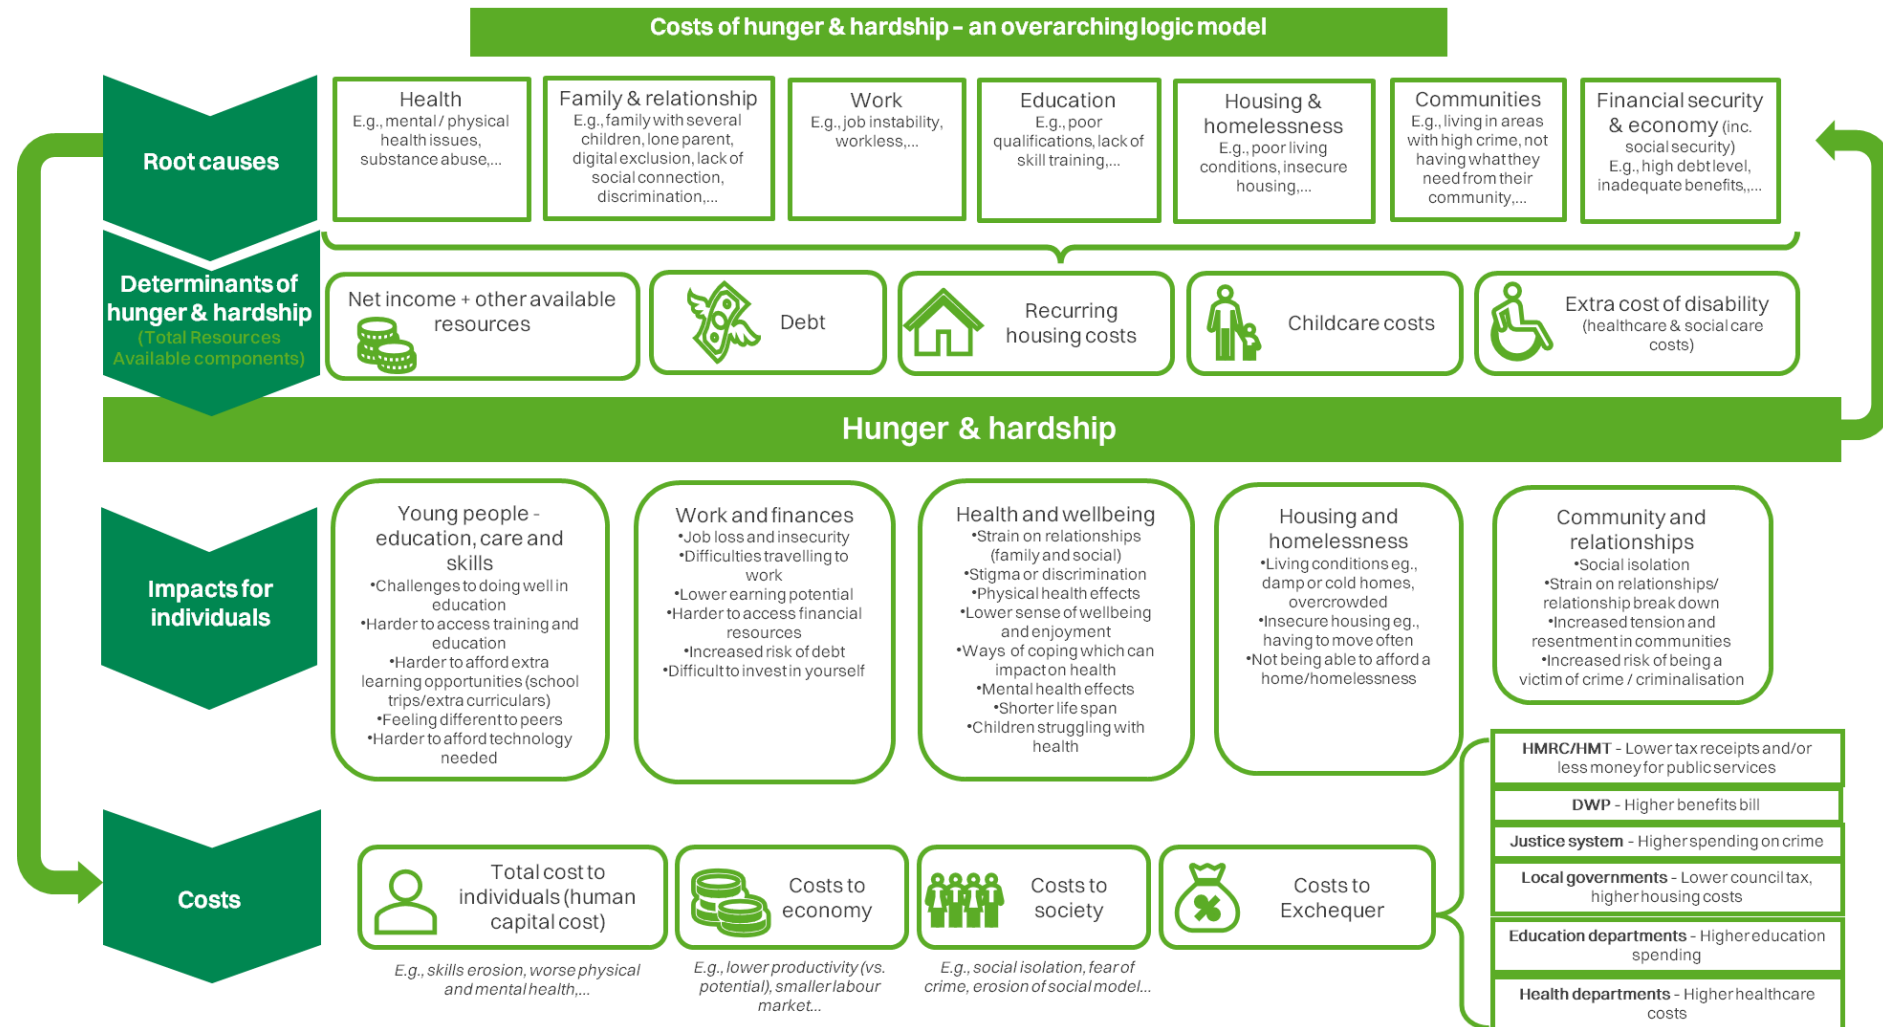 Costs of hunger & hardship – an overarching logic model
Root causes
Health
E.g., mental / physical
health issues,
substance abuse,...
Family & relationship
E.g., family with several
children, lone parent,
digital exclusion, lack of
social connection,
discrimination,...
Work
E.g., job instability,
workless,...
Education
E.g., poor
qualifications, lack of
skill training,...
Housing &
homelessness
E.g., poor living
conditions, insecure
housing,...
Communities
E.g., living in areas
with high crime, not
having what they
need from their
community,...
Financial security
& economy (inc.
social security)
E.g., high debt level,
inadequate benefits,,...
Determinants of
hunger & hardship
(Total Resources
Available components)
Net income + other available
resources
Debt
Recurring
housing costs
Childcare costs
Extra cost of disability
(healthcare & social care
costs)
Hunger & hardship
Impacts for
individuals
Young people -
education, care and
skills
•Challenges to doing well in
education
•Harder to access training and
education
•Harder to afford extra
learning opportunities (school
trips/extra curriculars)
•Feeling different to peers
•Harder to afford technology
needed
Work and finances
•Job loss and insecurity
•Difficulties travelling to
work
•Lower earning potential
•Harder to access financial
resources
•Increased risk of debt
•Difficult to invest in yourself
Health and wellbeing
•Strain on relationships
(family and social)
•Stigma or discrimination
•Physical health effects
•Lower sense of wellbeing
and enjoyment
•Ways of coping which can
impact on health
•Mental health effects
•Shorter life span
•Children struggling with
health
Housing and
homelessness
•Living conditions eg.,
damp or cold homes,
overcrowded
•Insecure housing eg.,
having to move often
•Not being able to afford a
home/homelessness
Community and
relationships
•Social isolation
•Strain on relationships/
relationship break down
•Increased tension and
resentment in communities
•Increased risk of being a
victim of crime / criminalisation
Costs
Total cost to
individuals (human
capital cost)
E.g., skills erosion, worse physical
and mental health,...
Costs to
economy
E.g., lower productivity (vs.
potential), smaller labour
market...
Costs to
society
E.g., social isolation, fear of
crime, erosion of social model...
%
Costs to
Exchequer
HMRC/HMT - Lower tax receipts and/or
less money for public services
DWP - Higher benefits bill
Justice system - Higher spending on crime
Local governments - Lower council tax,
higher housing costs
Education departments - Higher education
spending
Health departments - Higher healthcare
costs